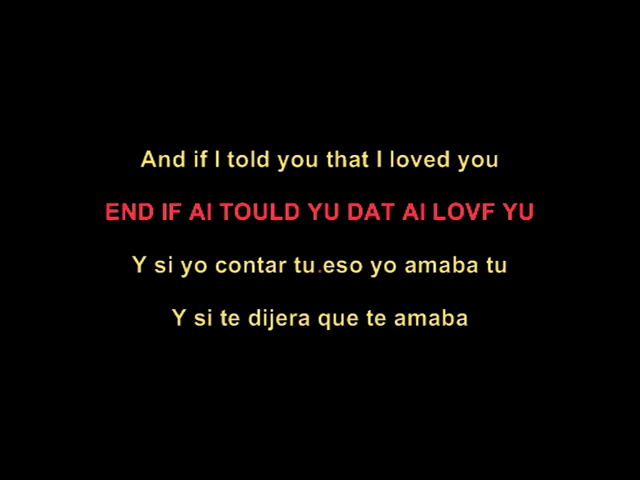 And if I told you that I loved you
END IF AI TOULD YU DAT AI LOVF YU
Y si yo contar tu.eso yo amaba tu
Y si te dijera que te amaba